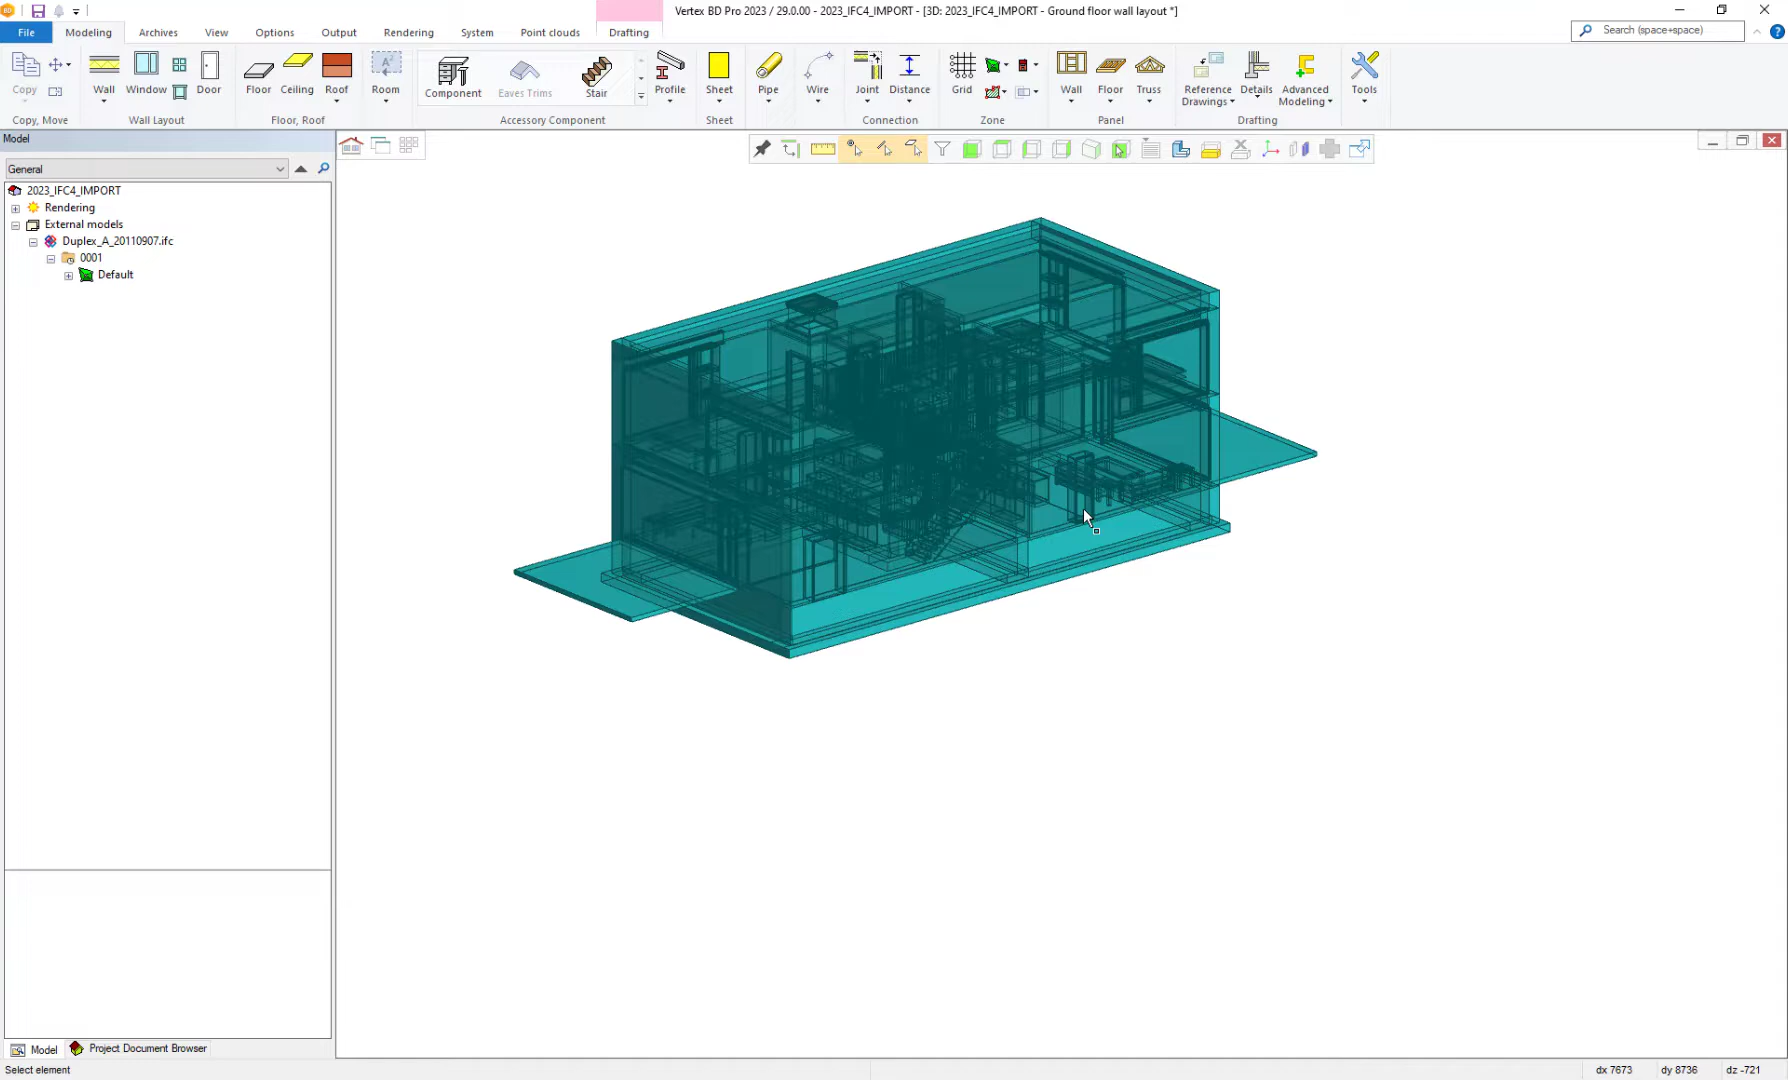 Vertex BD Pro 2023 / 29.0.00 - 2023_IFC4_IMPORT - [3D: 2023_IFC4_IMPORT - Ground floor wall layout *]
File Modeling Archives View Options Output Rendering System Point clouds Drafting
Search (space+space)
Copy Wall Window Door Floor Ceiling Roof Room Component Eaves Trims Stair Profile Sheet Pipe Wire Joint Distance Grid Wall Floor Truss Reference Drawings Details Advanced Modeling Tools
Copy, Move Wall Layout Floor, Roof Accessory Component Sheet Connection Zone Panel Drafting
Model
General
2023_IFC4_IMPORT
Rendering
External models
Duplex_A_20110907.ifc
0001
Default
Model Project Document Browser
Select element dx 7673 dy 8736 dz -721